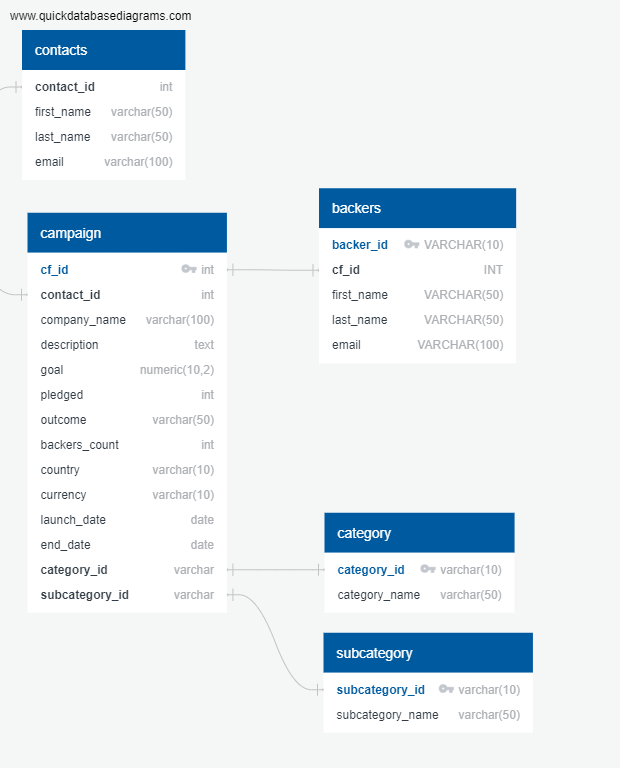 www.quickdatabasediagrams.com
contacts
contact_id int
first_name varchar(50)
last_name varchar(50)
email varchar(100)
campaign
cf_id int
contact_id int
company_name varchar(100)
description text
goal numeric(10,2)
pledged int
outcome varchar(50)
backers_count int
country varchar(10)
currency varchar(10)
launch_date date
end_date date
category_id varchar
subcategory_id varchar
backers
backer_id VARCHAR(10)
cf_id INT
first_name VARCHAR(50)
last_name VARCHAR(50)
email VARCHAR(100)
category
category_id varchar(10)
category_name varchar(50)
subcategory
subcategory_id varchar(10)
subcategory_name varchar(50)